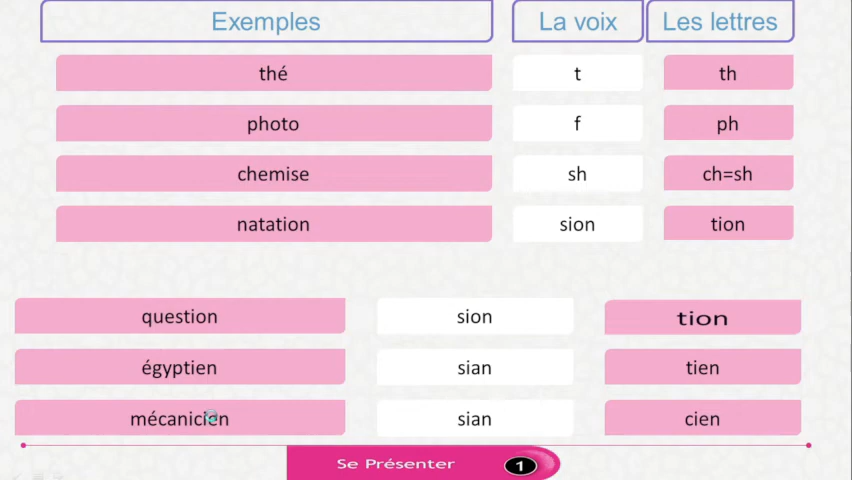 Exemples La voix Les lettres
thé t th
photo f ph
chemise sh ch=sh
natation sion tion
question sion tion
égyptien sian tien
mécanicien sian cien
Se Présenter 1